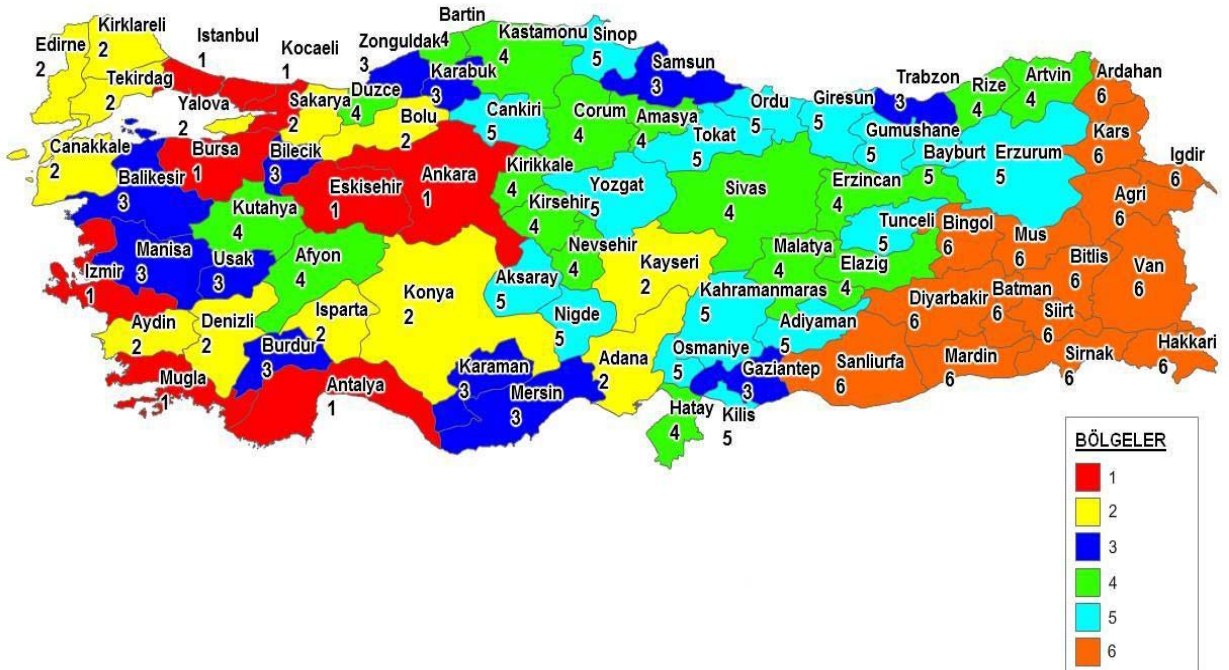 Bartin
4
Kirklareli
2
Istanbul
1
Kocaeli
1
Zonguldak
3
Kastamonu
4
Sinop
5
Edirne
2
Karabuk
3
Samsun
3
Trabzon
3
Artvin
4
Ardahan
6
Tekirdag
2
Yalova
2
Sakarya
2
Duzce
4
Bolu
2
Cankiri
5
Corum
4
Amasya
4
Ordu
5
Giresun
5
Rize
4
Tokat
5
Gumushane
5
Kars
6
Canakkale
2
Bursa
1
Bilecik
3
Bayburt
5
Erzurum
5
Igdir
6
Balikesir
3
Eskisehir
1
Ankara
1
Kirikkale
4
Yozgat
5
Sivas
4
Erzincan
4
Agri
6
Kutahya
4
Kirsehir
4
Tunceli
5
Bingol
6
Mus
6
Manisa
3
Usak
3
Afyon
4
Nevsehir
4
Kayseri
2
Malatya
4
Elazig
4
Bitlis
6
Van
6
Izmir
1
Aksaray
5
Konya
2
Kahramanmaras
5
Diyarbakir
6
Batman
6
Siirt
6
Aydin
2
Denizli
2
Isparta
2
Nigde
5
Adiyaman
5
Burdur
3
Karaman
3
Adana
2
Osmaniye
5
Gaziantep
3
Sanliurfa
6
Mardin
6
Sirnak
6
Hakkari
6
Mugla
1
Antalya
1
Mersin
3
Hatay
4
Kilis
5
BÖLGELER
1
2
3
4
5
6